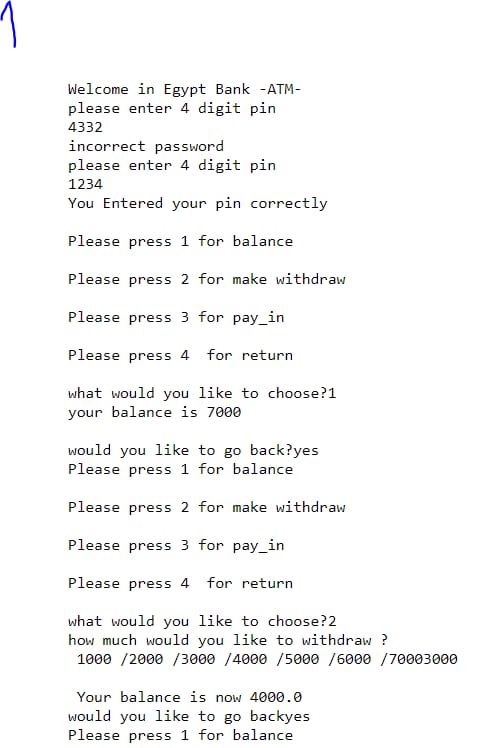 1
Welcome in Egypt Bank -ATM-
please enter 4 digit pin
4332
incorrect password
please enter 4 digit pin
1234
You Entered your pin correctly
Please press 1 for balance
Please press 2 for make withdraw
Please press 3 for pay_in
Please press 4  for return
what would you like to choose?1
your balance is 7000
would you like to go back?yes
Please press 1 for balance
Please press 2 for make withdraw
Please press 3 for pay_in
Please press 4  for return
what would you like to choose?2
how much would you like to withdraw ?
1000 /2000 /3000 /4000 /5000 /6000 /70003000
Your balance is now 4000.0
would you like to go backyes
Please press 1 for balance